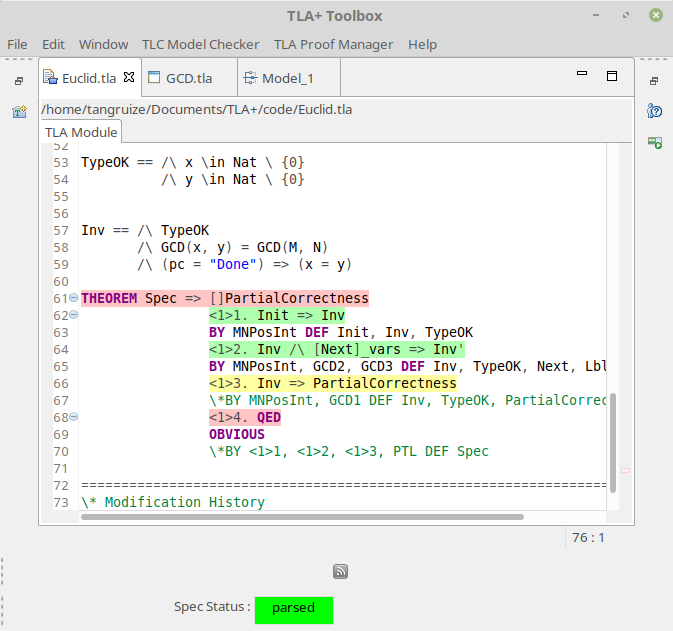 TLA+ Toolbox
File Edit Window TLC Model Checker TLA Proof Manager Help
Euclid.tla GCD.tla Model_1
/home/tangruize/Documents/TLA+/code/Euclid.tla
TLA Module
52
53 TypeOK == /\ x \in Nat \ {0}
54 /\ y \in Nat \ {0}
55
56
57 Inv == /\ TypeOK
58 /\ GCD(x, y) = GCD(M, N)
59 /\ (pc = "Done") => (x = y)
60
61 THEOREM Spec => []PartialCorrectness
62 <1>1. Init => Inv
63 BY MNPosInt DEF Init, Inv, TypeOK
64 <1>2. Inv /\ [Next]_vars => Inv'
65 BY MNPosInt, GCD2, GCD3 DEF Inv, TypeOK, Next, Lbl
66 <1>3. Inv => PartialCorrectness
67 \*BY MNPosInt, GCD1 DEF Inv, TypeOK, PartialCorrec
68 <1>4. QED
69 OBVIOUS
70 \*BY <1>1, <1>2, <1>3, PTL DEF Spec
71
72 =================================================================
73 \* Modification History
76 : 1
Spec Status : parsed